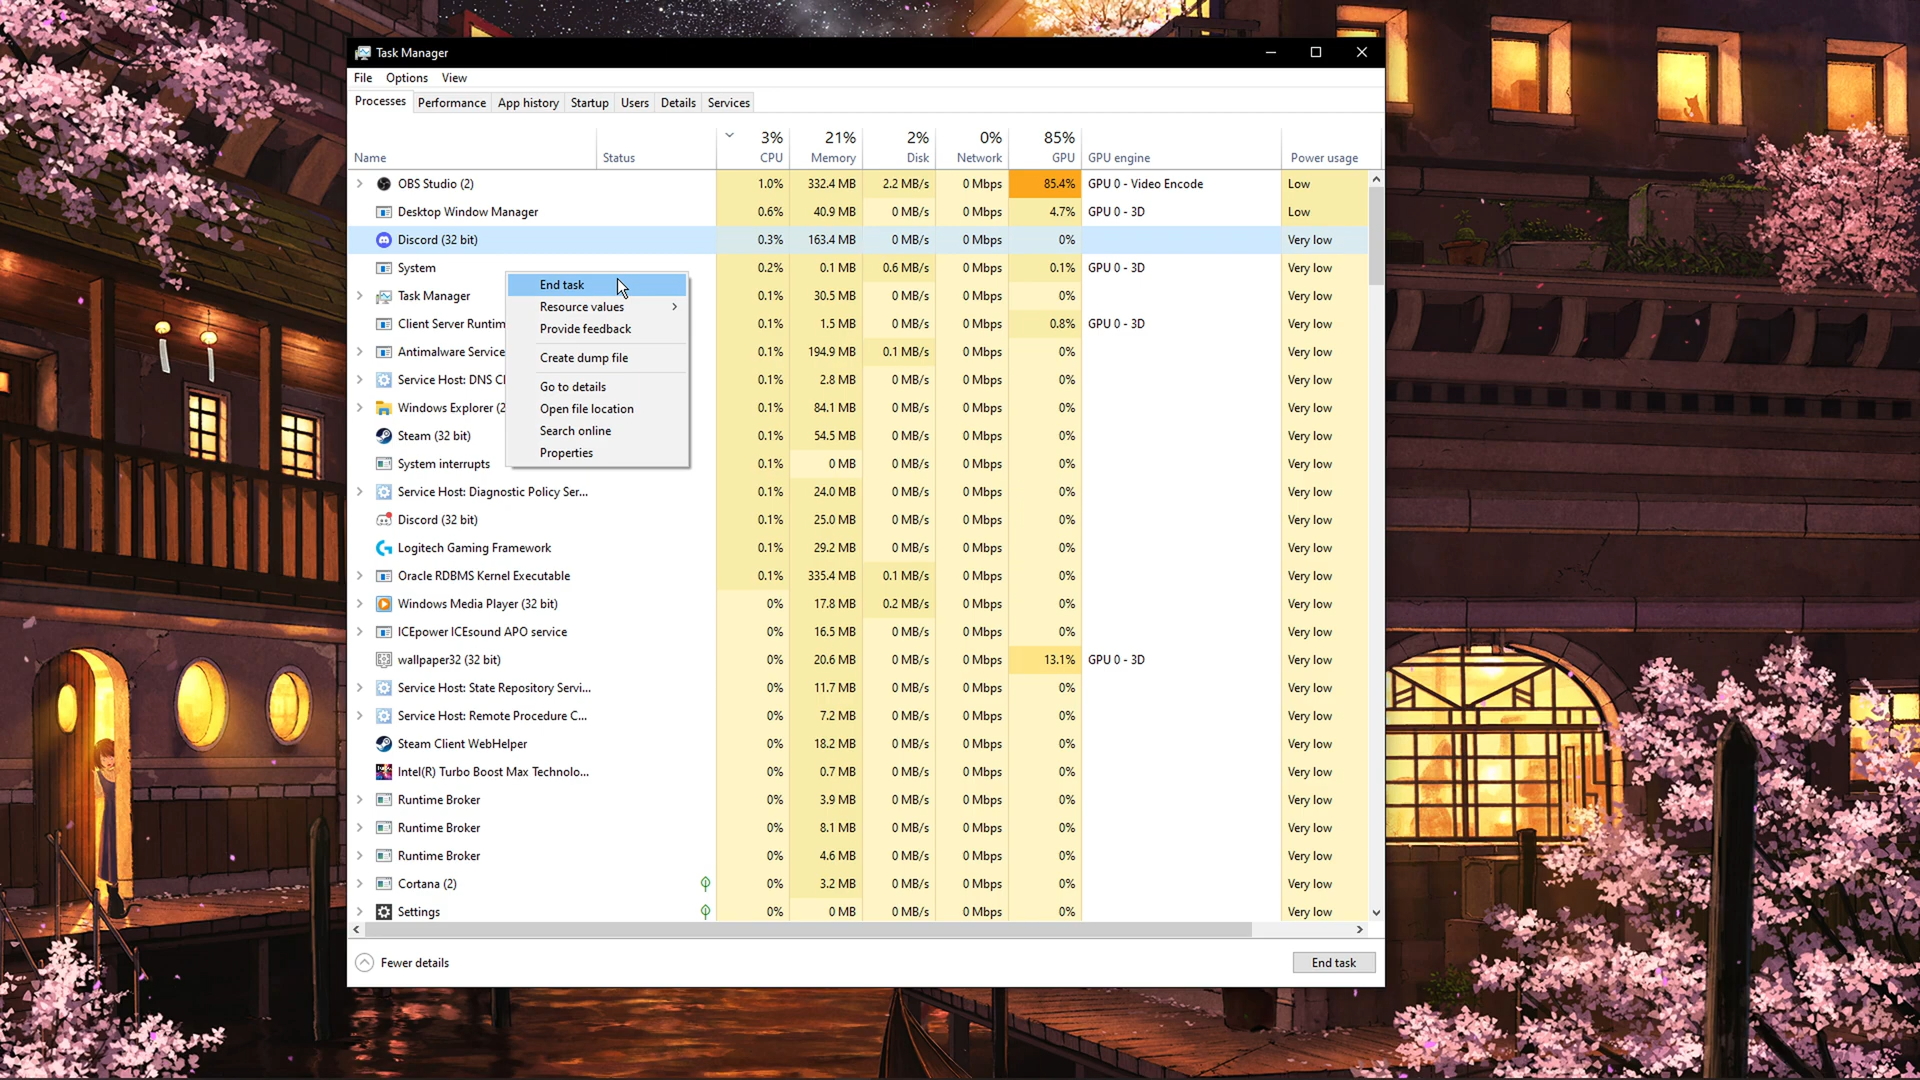 Task Manager
File Options View
Processes Performance App history Startup Users Details Services
3% 21% 2% 0% 85%
Name Status CPU Memory Disk Network GPU GPU engine Power usage
OBS Studio (2) 1.0% 332.4 MB 2.2 MB/s 0 Mbps 85.4% GPU 0 - Video Encode Low
Desktop Window Manager 0.6% 40.9 MB 0 MB/s 0 Mbps 4.7% GPU 0 - 3D Low
Discord (32 bit) 0.3% 163.4 MB 0 MB/s 0 Mbps 0% Very low
System 0.2% 0.1 MB 0.6 MB/s 0 Mbps 0.1% GPU 0 - 3D Very low
Task Manager 0.1% 30.5 MB 0 MB/s 0 Mbps 0% Very low
Client Server Runtim 0.1% 1.5 MB 0 MB/s 0 Mbps 0.8% GPU 0 - 3D Very low
Antimalware Service 0.1% 194.9 MB 0.1 MB/s 0 Mbps 0% Very low
Service Host: DNS Cl 0.1% 2.8 MB 0 MB/s 0 Mbps 0% Very low
Windows Explorer (2 0.1% 84.1 MB 0 MB/s 0 Mbps 0% Very low
Steam (32 bit) 0.1% 54.5 MB 0 MB/s 0 Mbps 0% Very low
System interrupts 0.1% 0 MB 0 MB/s 0 Mbps 0% Very low
Service Host: Diagnostic Policy Ser... 0.1% 24.0 MB 0 MB/s 0 Mbps 0% Very low
Discord (32 bit) 0.1% 25.0 MB 0 MB/s 0 Mbps 0% Very low
Logitech Gaming Framework 0.1% 29.2 MB 0 MB/s 0 Mbps 0% Very low
Oracle RDBMS Kernel Executable 0.1% 335.4 MB 0.1 MB/s 0 Mbps 0% Very low
Windows Media Player (32 bit) 0% 17.8 MB 0.2 MB/s 0 Mbps 0% Very low
ICEpower ICEsound APO service 0% 16.5 MB 0 MB/s 0 Mbps 0% Very low
wallpaper32 (32 bit) 0% 20.6 MB 0 MB/s 0 Mbps 13.1% GPU 0 - 3D Very low
Service Host: State Repository Servi... 0% 11.7 MB 0 MB/s 0 Mbps 0% Very low
Service Host: Remote Procedure C... 0% 7.2 MB 0 MB/s 0 Mbps 0% Very low
Steam Client WebHelper 0% 18.2 MB 0 MB/s 0 Mbps 0% Very low
Intel(R) Turbo Boost Max Technolo... 0% 0.7 MB 0 MB/s 0 Mbps 0% Very low
Runtime Broker 0% 3.9 MB 0 MB/s 0 Mbps 0% Very low
Runtime Broker 0% 8.1 MB 0 MB/s 0 Mbps 0% Very low
Runtime Broker 0% 4.6 MB 0 MB/s 0 Mbps 0% Very low
Cortana (2) 0% 3.2 MB 0 MB/s 0 Mbps 0% Very low
Settings 0% 0 MB 0 MB/s 0 Mbps 0% Very low
End task
Resource values
Provide feedback
Create dump file
Go to details
Open file location
Search online
Properties
Fewer details End task